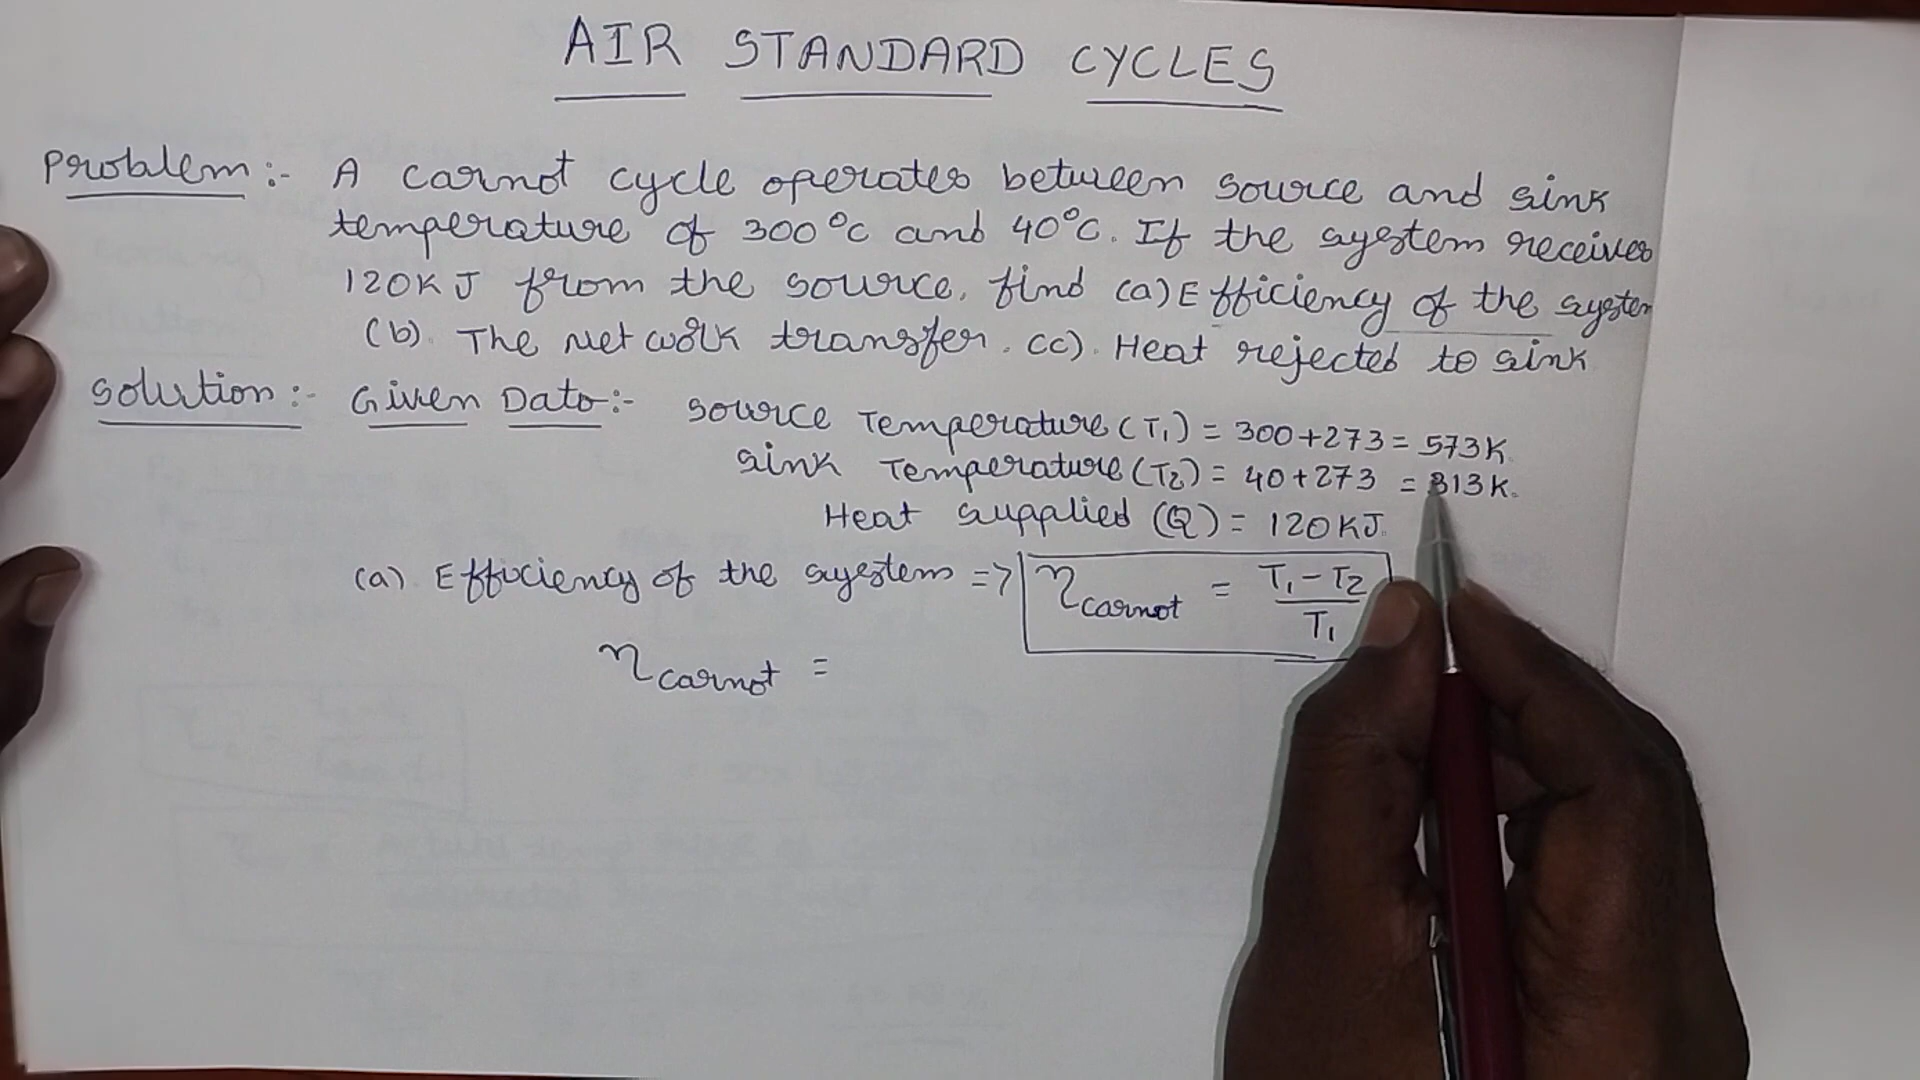 AIR STANDARD CYCLES
Problem:- A carnot cycle operates between source and sink
temperature of 300°c and 40°c. If the system receives
120KJ from the source, find (a) Efficiency of the system
(b). The net work transfer. (c). Heat rejected to sink
Solution:- Given Data:- Source Temperature (T₁) = 300+273 = 573K.
Sink Temperature (T₂) = 40+273 = 313K.
Heat supplied (Q) = 120KJ.
(a). Efficiency of the system => η carnot = T₁-T₂ / T₁
η carnot =